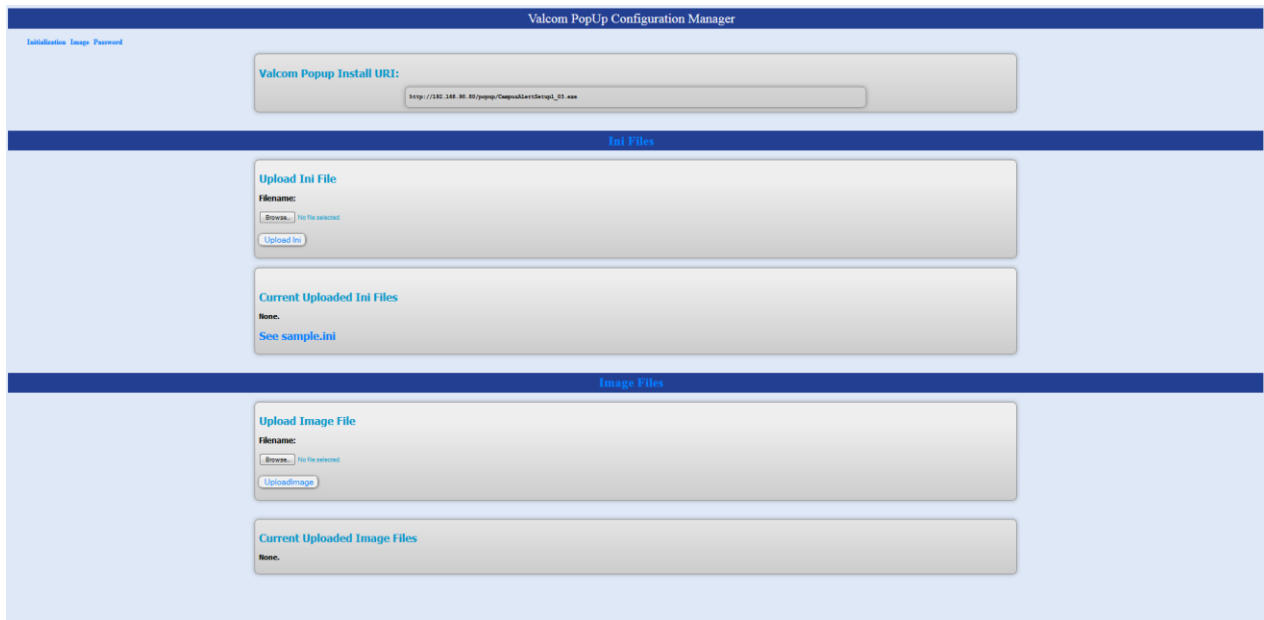 Valcom PopUp Configuration Manager
Initialization Image Password
Valcom Popup Install URI:
http://192.168.90.80/popup/CampusAlertSetup1_03.exe
Ini Files
Upload Ini File
Filename:
Browse... No file selected.
Upload Ini
Current Uploaded Ini Files
None.
See sample.ini
Image Files
Upload Image File
Filename:
Browse... No file selected.
UploadImage
Current Uploaded Image Files
None.